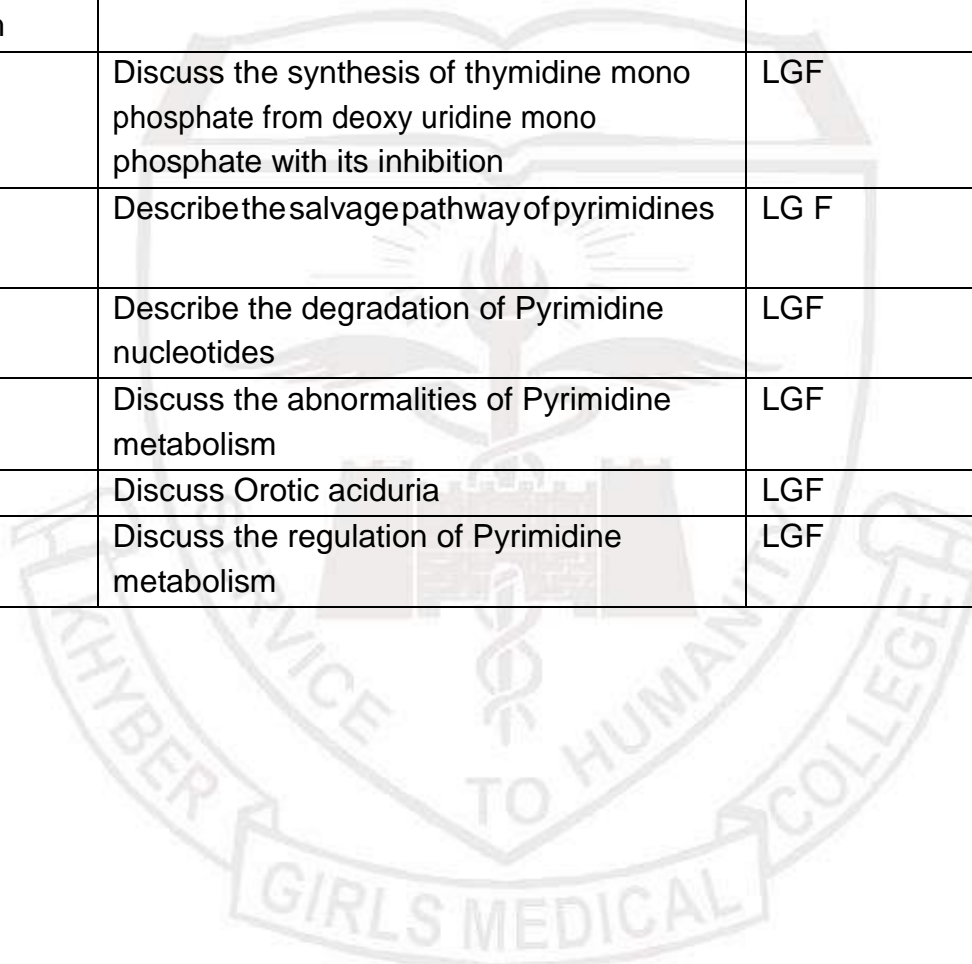 n
Discuss the synthesis of thymidine mono LGF
phosphate from deoxy uridine mono
phosphate with its inhibition
Describethesalvagepathwayofpyrimidines LG F
Describe the degradation of Pyrimidine LGF
nucleotides
Discuss the abnormalities of Pyrimidine LGF
metabolism
Discuss Orotic aciduria LGF
Discuss the regulation of Pyrimidine LGF
metabolism
SERVICE TO HUMANITY
KHYBER GIRLS MEDICAL COLLEGE